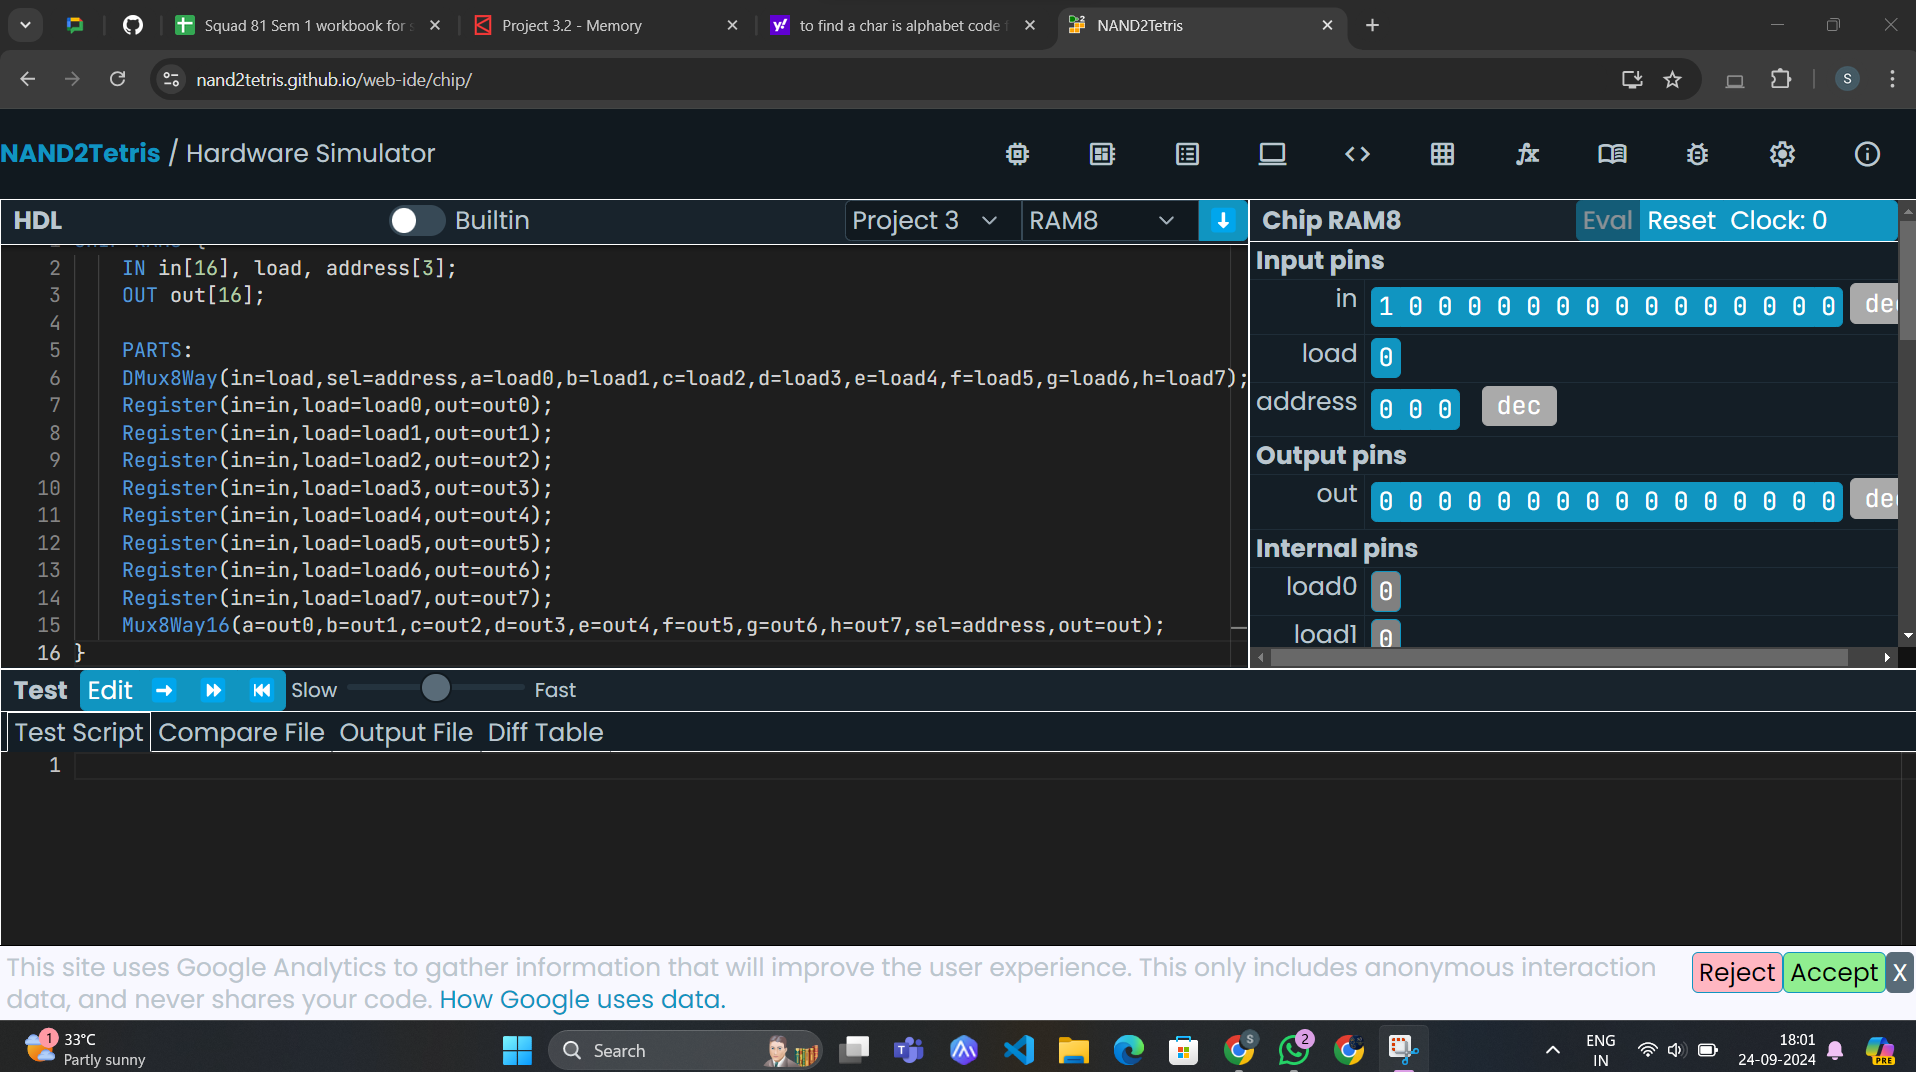 Squad 81 Sem 1 workbook for s
Project 3.2 - Memory
to find a char is alphabet code f
NAND2Tetris
nand2tetris.github.io/web-ide/chip/
S
NAND2Tetris / Hardware Simulator
HDL
Builtin
Project 3
RAM8
Chip RAM8
Eval
Reset
Clock: 0
2 IN in[16], load, address[3];
3 OUT out[16];
4
5 PARTS:
6 DMux8Way(in=load,sel=address,a=load0,b=load1,c=load2,d=load3,e=load4,f=load5,g=load6,h=load7);
7 Register(in=in,load=load0,out=out0);
8 Register(in=in,load=load1,out=out1);
9 Register(in=in,load=load2,out=out2);
10 Register(in=in,load=load3,out=out3);
11 Register(in=in,load=load4,out=out4);
12 Register(in=in,load=load5,out=out5);
13 Register(in=in,load=load6,out=out6);
14 Register(in=in,load=load7,out=out7);
15 Mux8Way16(a=out0,b=out1,c=out2,d=out3,e=out4,f=out5,g=out6,h=out7,sel=address,out=out);
16 }
Input pins
in 1 0 0 0 0 0 0 0 0 0 0 0 0 0 0 0 dec
load 0
address 0 0 0 dec
Output pins
out 0 0 0 0 0 0 0 0 0 0 0 0 0 0 0 0 dec
Internal pins
load0 0
load1 0
Test Edit Slow Fast
Test Script Compare File Output File Diff Table
1
This site uses Google Analytics to gather information that will improve the user experience. This only includes anonymous interaction
data, and never shares your code. How Google uses data.
Reject Accept X
1
33°C
Partly sunny
Search
S
2
ENG
IN
18:01
24-09-2024
PRE